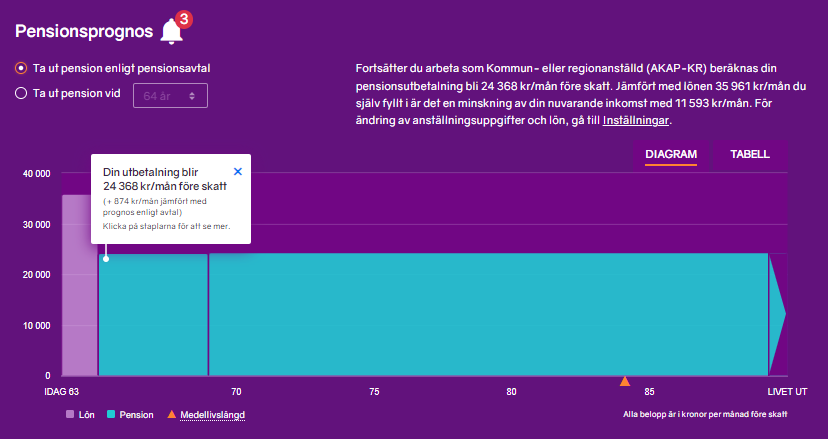 Pensionsprognos
3
Ta ut pension enligt pensionsavtal
Ta ut pension vid
64 år
Fortsätter du arbeta som Kommun- eller regionanställd (AKAP-KR) beräknas din
pensionsutbetalning bli 24 368 kr/mån före skatt. Jämfört med lönen 35 961 kr/mån du
själv fyllt i är det en minskning av din nuvarande inkomst med 11 593 kr/mån. För
ändring av anställningsuppgifter och lön, gå till Inställningar.
DIAGRAM
TABELL
Din utbetalning blir
24 368 kr/mån före skatt
(+ 874 kr/mån jämfört med
prognos enligt avtal)
Klicka på staplarna för att se mer.
40 000
30 000
20 000
10 000
0
IDAG 63
70
75
80
85
LIVET UT
Lön
Pension
Medellivslängd
Alla belopp är i kronor per månad före skatt